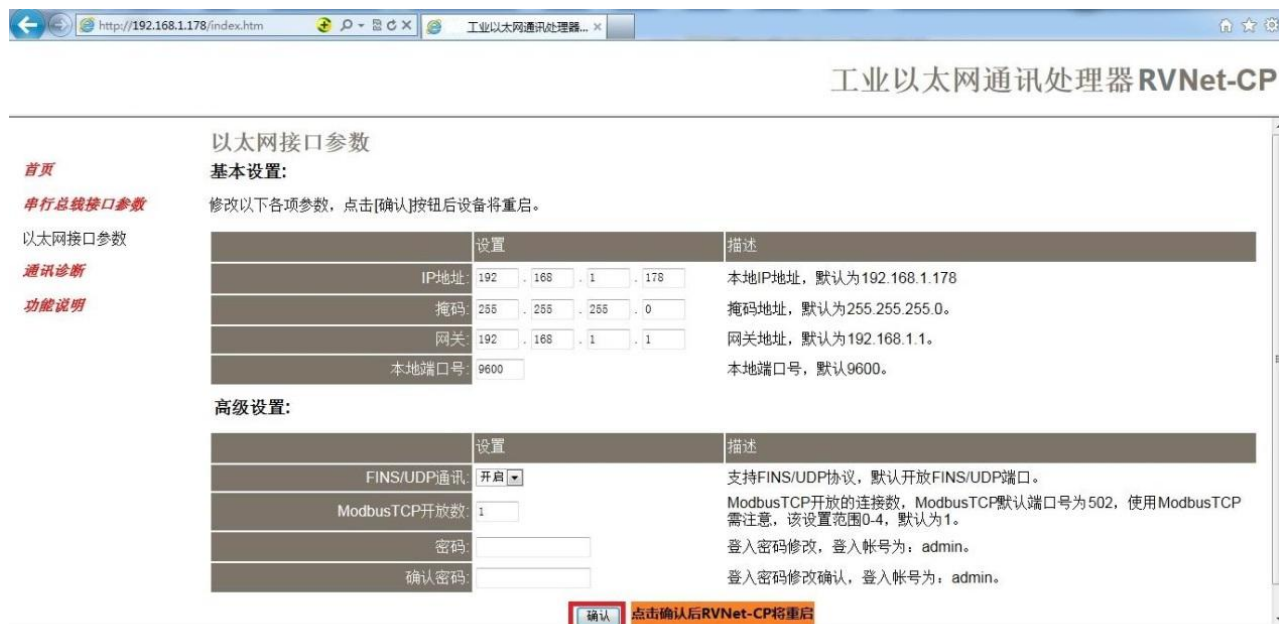 http://192.168.1.178/index.htm
工业以太网通讯处理器...
工业以太网通讯处理器RVNet-CP
首页
串行总线接口参数
以太网接口参数
通讯诊断
功能说明
以太网接口参数
基本设置:
修改以下各项参数，点击[确认]按钮后设备将重启。
设置 描述
IP地址: 192 . 168 . 1 . 178 本地IP地址，默认为192.168.1.178
掩码: 255 . 255 . 255 . 0 掩码地址，默认为255.255.255.0。
网关: 192 . 168 . 1 . 1 网关地址，默认为192.168.1.1。
本地端口号: 9600 本地端口号，默认9600。
高级设置:
设置 描述
FINS/UDP通讯: 开启 支持FINS/UDP协议，默认开放FINS/UDP端口。
ModbusTCP开放数: 1 ModbusTCP开放的连接数，ModbusTCP默认端口号为502，使用ModbusTCP
需注意，该设置范围0-4，默认为1。
密码: 登入密码修改，登入帐号为：admin。
确认密码: 登入密码修改确认，登入帐号为：admin。
确认 点击确认后RVNet-CP将重启